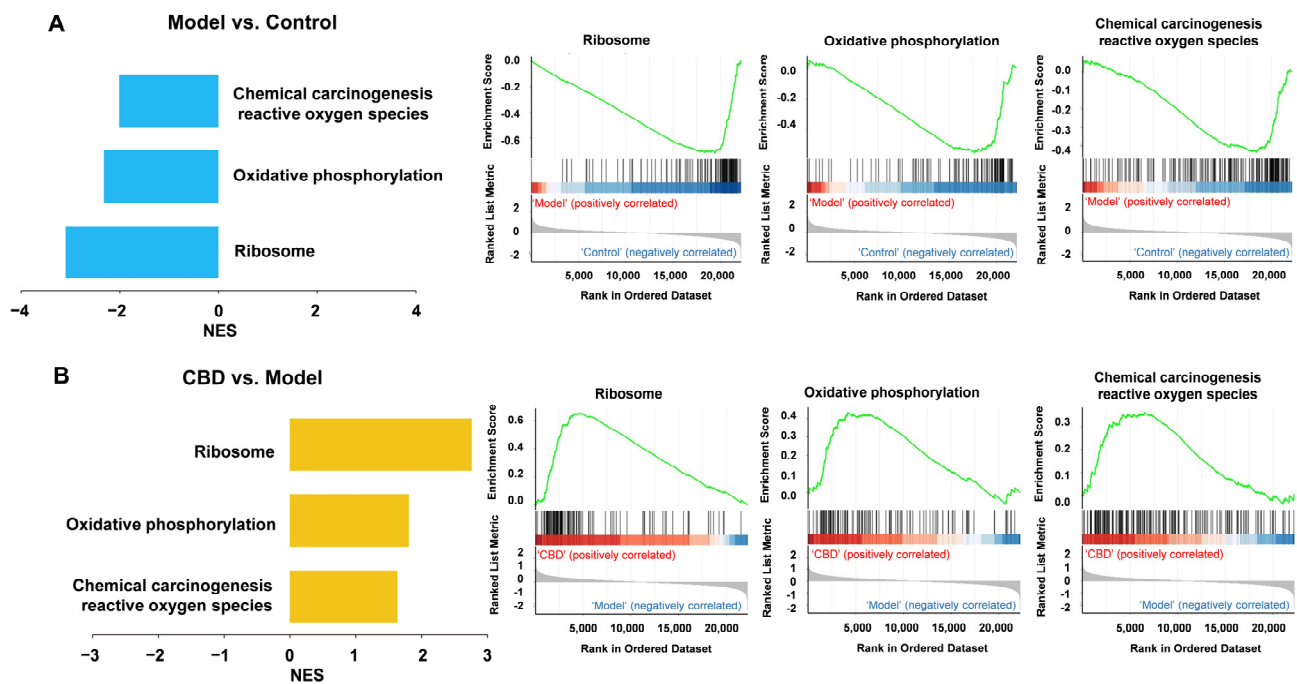 A
Model vs. Control
Chemical carcinogenesis
reactive oxygen species
Oxidative phosphorylation
Ribosome
−4
−2
0
2
4
NES
Ribosome
Enrichment Score
0.0
-0.2
-0.4
-0.6
Ranked List Metric
2
0
-2
'Model' (positively correlated)
'Control' (negatively correlated)
5,000 10,000 15,000 20,000
Rank in Ordered Dataset
Oxidative phosphorylation
Enrichment Score
0.0
-0.2
-0.4
Ranked List Metric
2
0
-2
'Model' (positively correlated)
'Control' (negatively correlated)
5,000 10,000 15,000 20,000
Rank in Ordered Dataset
Chemical carcinogenesis
reactive oxygen species
Enrichment Score
0.0
-0.1
-0.2
-0.3
-0.4
Ranked List Metric
2
0
-2
'Model' (positively correlated)
'Control' (negatively correlated)
5,000 10,000 15,000 20,000
Rank in Ordered Dataset
B
CBD vs. Model
Ribosome
Oxidative phosphorylation
Chemical carcinogenesis
reactive oxygen species
−3
−2
−1
0
1
2
3
NES
Ribosome
Enrichment Score
0.6
0.4
0.2
0.0
Ranked List Metric
2
1
0
-1
-2
'CBD' (positively correlated)
'Model' (negatively correlated)
5,000 10,000 15,000 20,000
Rank in Ordered Dataset
Oxidative phosphorylation
Enrichment Score
0.4
0.3
0.2
0.1
0.0
Ranked List Metric
2
1
0
-1
-2
'CBD' (positively correlated)
'Model' (negatively correlated)
5,000 10,000 15,000 20,000
Rank in Ordered Dataset
Chemical carcinogenesis
reactive oxygen species
Enrichment Score
0.3
0.2
0.1
0.0
Ranked List Metric
2
1
0
-1
-2
'CBD' (positively correlated)
'Model' (negatively correlated)
5,000 10,000 15,000 20,000
Rank in Ordered Dataset